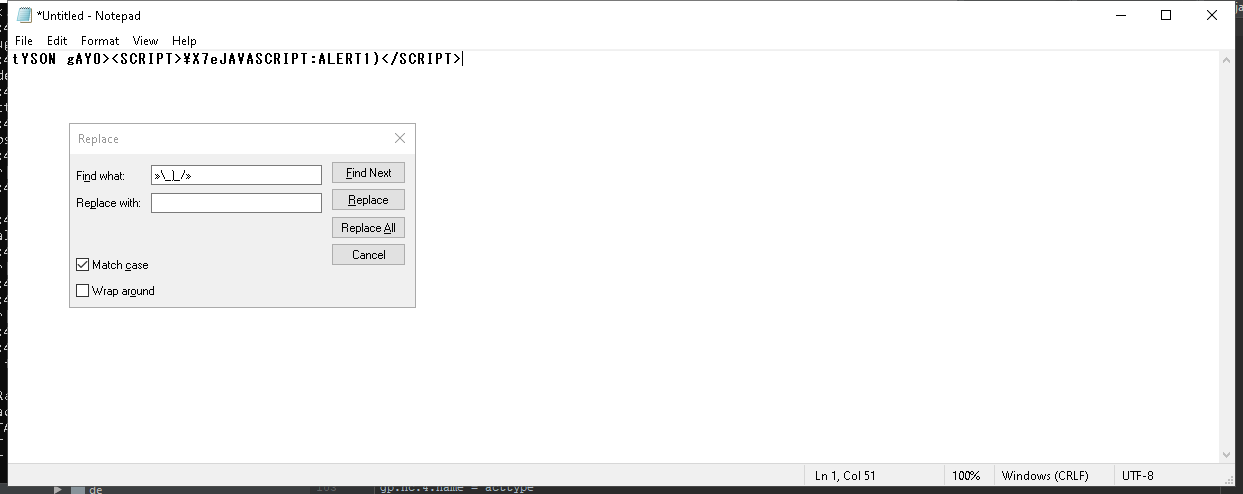 *Untitled - Notepad
File Edit Format View Help
tYSON gAYO><SCRIPT>¥X7eJAVASCRIPT:ALERT1)</SCRIPT>
Replace
Find what: »\_)_/» Find Next
Replace with: Replace
Replace All
Cancel
Match case
Wrap around
Ln 1, Col 51 100% Windows (CRLF) UTF-8
de gp.nc.4.name = acctype